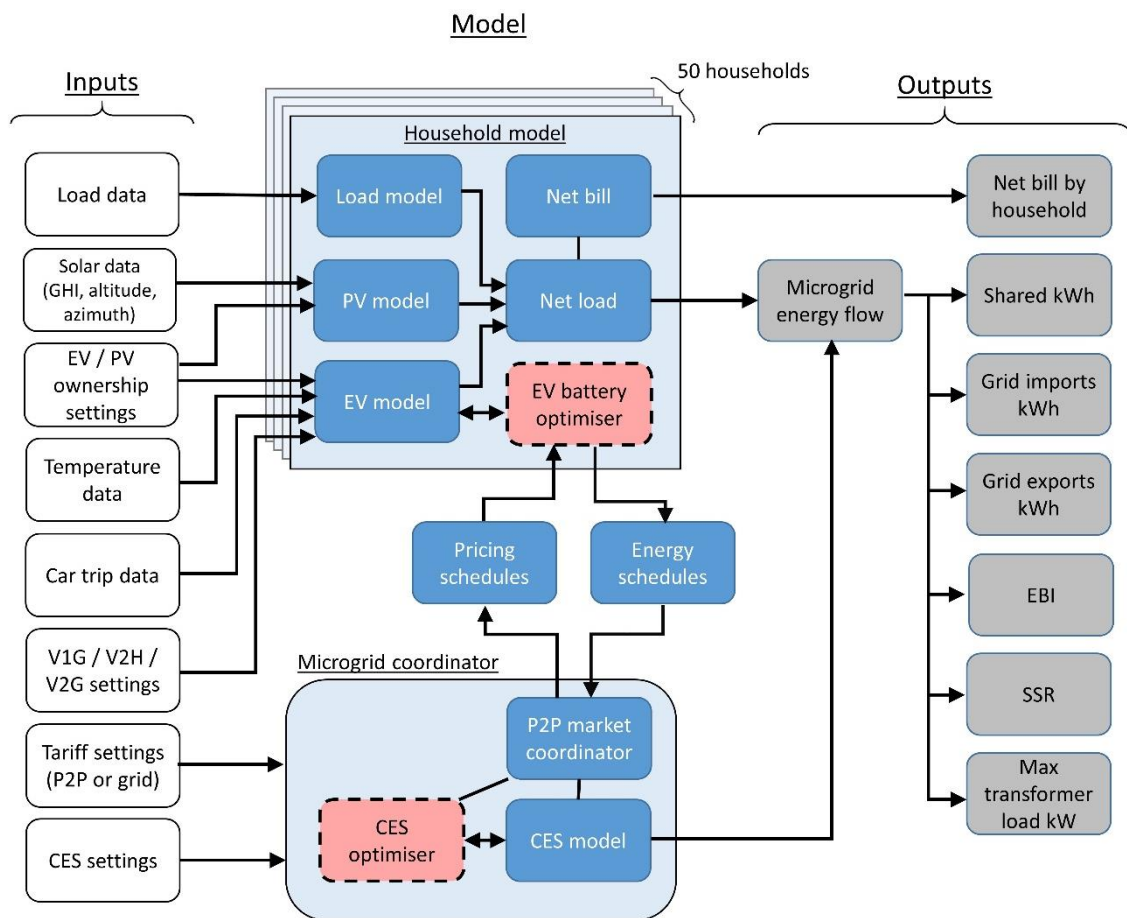 Model
Inputs
50 households
Outputs
Household model
Load data
Load model
Net bill
Net bill by
household
Solar data
(GHI, altitude,
azimuth)
PV model
Net load
Microgrid
energy flow
Shared kWh
EV / PV
ownership
settings
EV model
EV battery
optimiser
Grid imports
kWh
Temperature
data
Grid exports
kWh
Car trip data
Pricing
schedules
Energy
schedules
EBI
V1G / V2H /
V2G settings
Microgrid coordinator
SSR
Tariff settings
(P2P or grid)
P2P market
coordinator
Max
transformer
load kW
CES settings
CES
optimiser
CES model